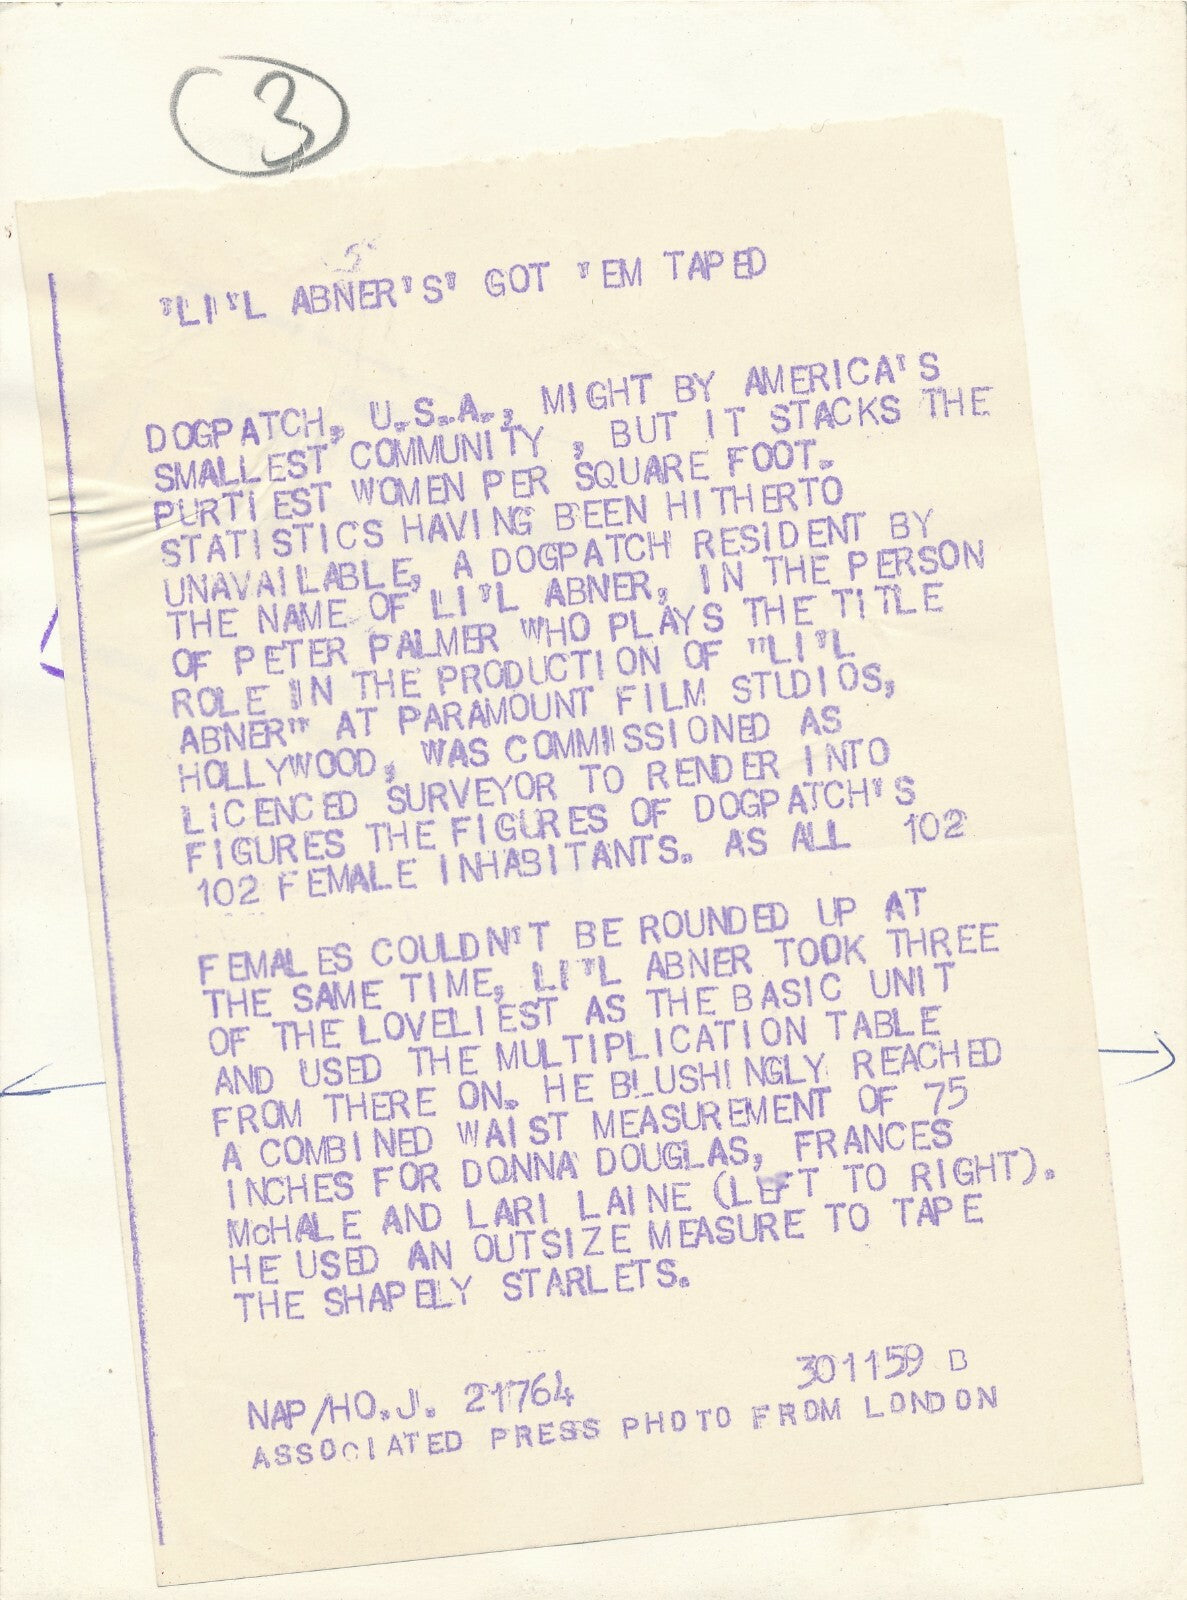 3
"LI'L ABNER'S" GOT 'EM TAPED
DOGPATCH, U.S.A., MIGHT BY AMERICA'S
SMALLEST COMMUNITY , BUT IT STACKS THE
PURTIEST WOMEN PER SQUARE FOOT.
STATISTICS HAVING BEEN HITHERTO
UNAVAILABLE, A DOGPATCH RESIDENT BY
THE NAME OF LI'L ABNER, IN THE PERSON
OF PETER PALMER WHO PLAYS THE TITLE
ROLE IN THE PRODUCTION OF "LI'L
ABNER" AT PARAMOUNT FILM STUDIOS,
HOLLYWOOD, WAS COMMISSIONED AS
LICENCED SURVEYOR TO RENDER INTO
FIGURES THE FIGURES OF DOGPATCH'S
102 FEMALE INHABITANTS. AS ALL 102
FEMALES COULDN'T BE ROUNDED UP AT
THE SAME TIME, LI'L ABNER TOOK THREE
OF THE LOVELIEST AS THE BASIC UNIT
AND USED THE MULTIPLICATION TABLE
FROM THERE ON. HE BLUSHINGLY REACHED
A COMBINED WAIST MEASUREMENT OF 75
INCHES FOR DONNA DOUGLAS, FRANCES
McHALE AND LARI LAINE (LEFT TO RIGHT).
HE USED AN OUTSIZE MEASURE TO TAPE
THE SHAPELY STARLETS.
NAP/HO.J. 21764 301159 B
ASSOCIATED PRESS PHOTO FROM LONDON